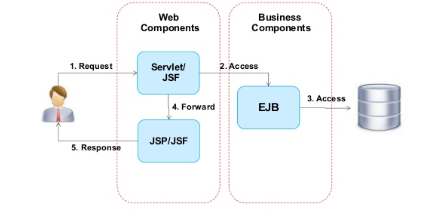 Web
Components
Business
Components
1. Request
Servlet/
JSF
2. Access
4. Forward
EJB
3. Access
JSP/JSF
5. Response